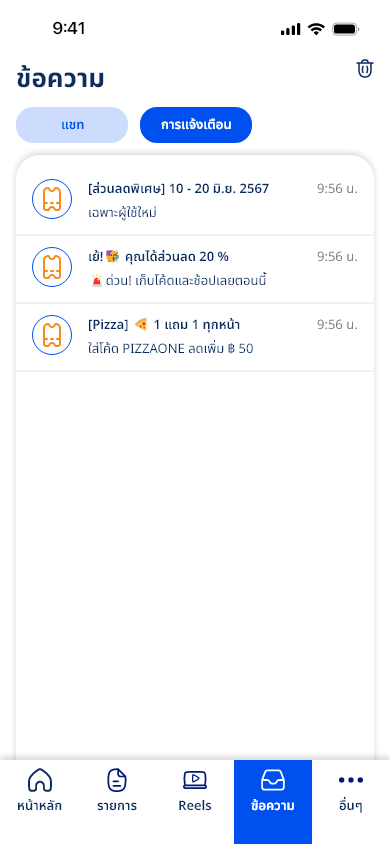 9:41
ข้อความ
แชท
การแจ้งเตือน
[ส่วนลดพิเศษ] 10 - 20 มิ.ย. 2567
9:56 น.
เฉพาะผู้ใช้ใหม่
เย้! 🎁 คุณได้ส่วนลด 20 %
9:56 น.
🚨 ด่วน! เก็บโค้ดและช้อปเลยตอนนี้
[Pizza] 🍕 1 แถม 1 ทุกหน้า
9:56 น.
ใส่โค้ด PIZZAONE ลดเพิ่ม ฿ 50
หน้าหลัก
รายการ
Reels
ข้อความ
อื่นๆ